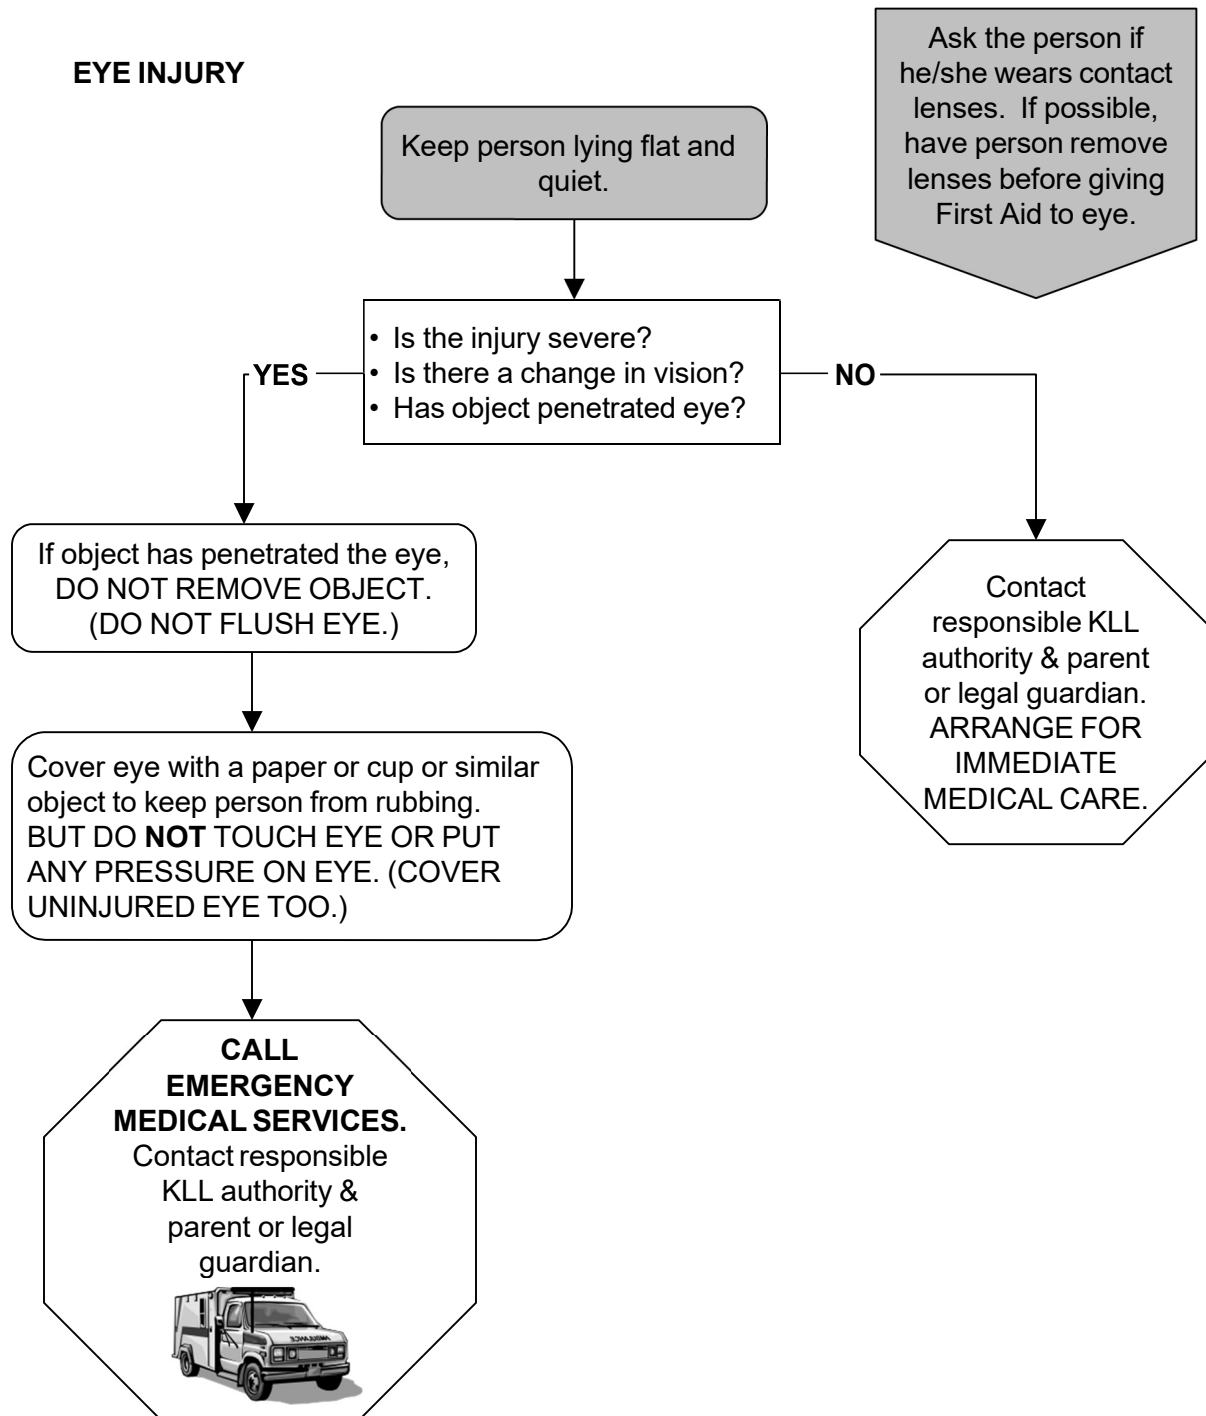 EYE INJURY
Ask the person if
he/she wears contact
lenses.  If possible,
have person remove
lenses before giving
First Aid to eye.
Keep person lying flat and
quiet.
• Is the injury severe?
• Is there a change in vision?
• Has object penetrated eye?
YES
NO
If object has penetrated the eye,
DO NOT REMOVE OBJECT.
(DO NOT FLUSH EYE.)
Contact
responsible KLL
authority & parent
or legal guardian.
ARRANGE FOR
IMMEDIATE
MEDICAL CARE.
Cover eye with a paper or cup or similar
object to keep person from rubbing.
BUT DO NOT TOUCH EYE OR PUT
ANY PRESSURE ON EYE. (COVER
UNINJURED EYE TOO.)
CALL
EMERGENCY
MEDICAL SERVICES.
Contact responsible
KLL authority &
parent or legal
guardian.